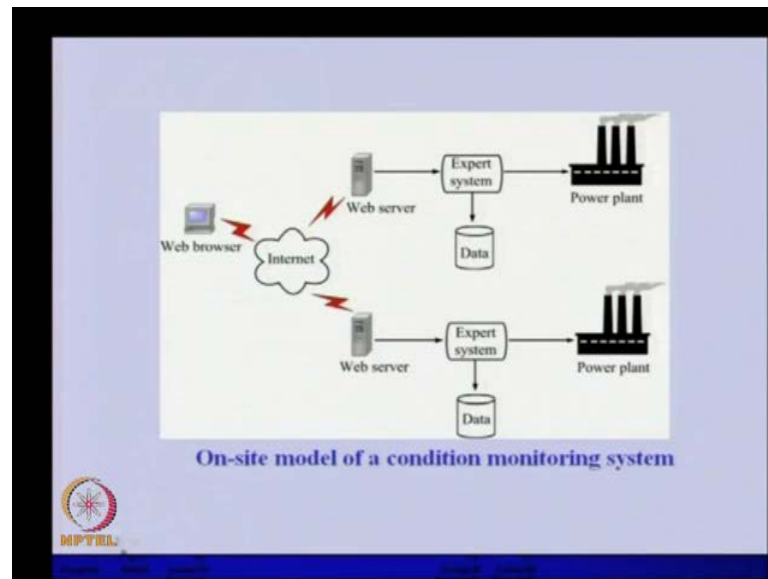 Expert
system
Power plant
Web server
Data
Web browser
Internet
Expert
system
Power plant
Web server
Data
On-site model of a condition monitoring system
NPTEL